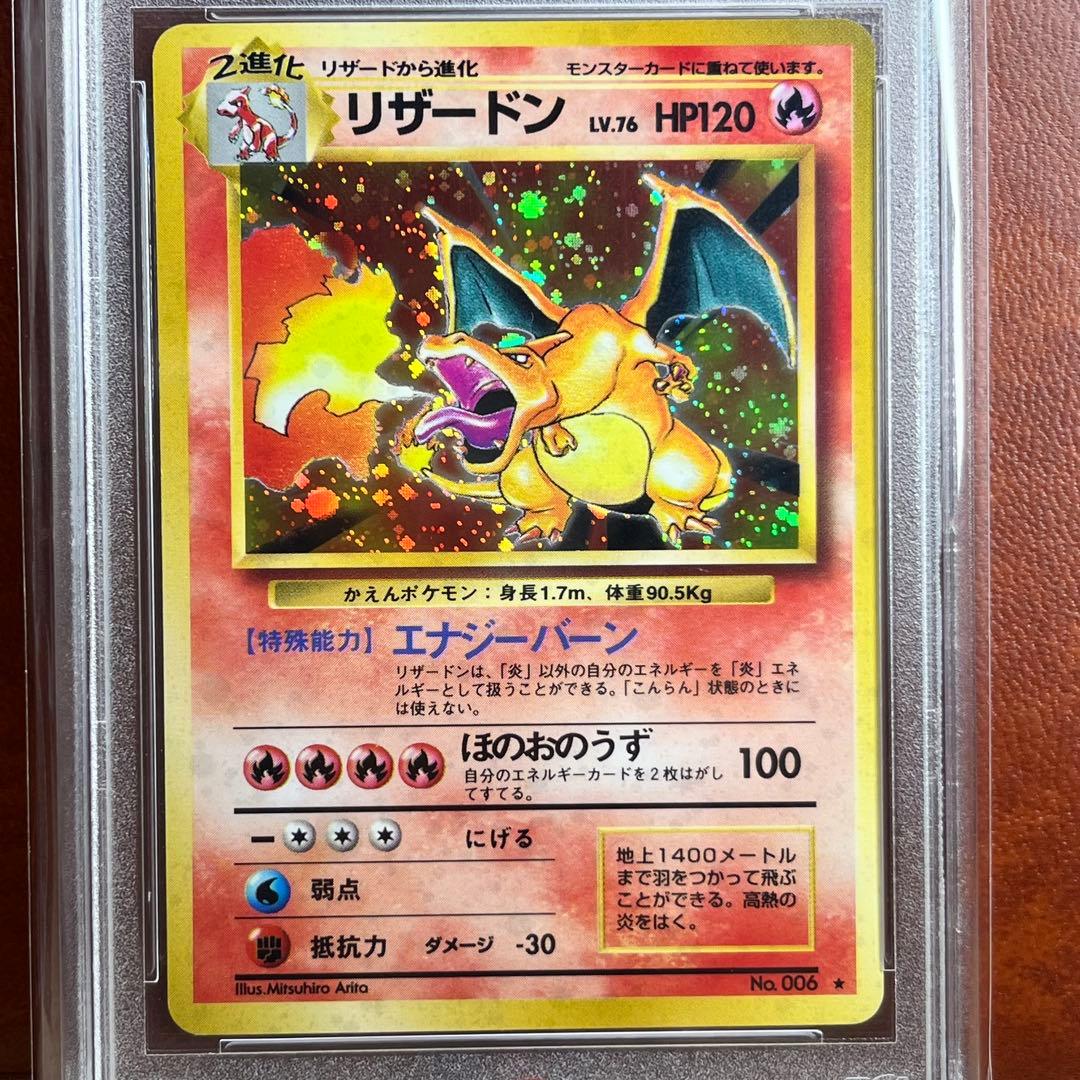 2進化
リザードから進化
モンスターカードに重ねて使います。
リザードン LV.76 HP120
かえんポケモン：身長1.7m、体重90.5Kg
【特殊能力】エナジーバーン
リザードンは、「炎」以外の自分のエネルギーを「炎」エネ
ルギーとして扱うことができる。「こんらん」状態のときに
は使えない。
ほのおのうず 100
自分のエネルギーカードを2枚はがし
てすてる。
ー にげる
弱点
抵抗力 ダメージ -30
地上1400メートル
まで羽をつかって飛ぶ
ことができる。高熱の
炎をはく。
Illus.Mitsuhiro Arita
No. 006 ★